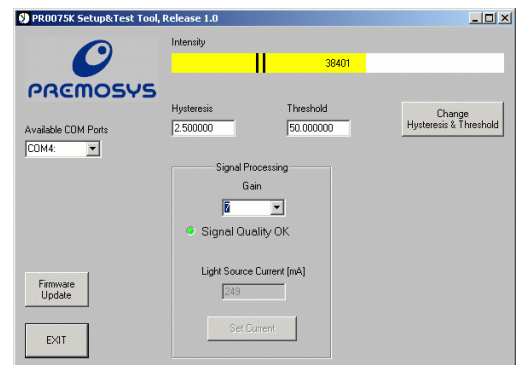 PR0075K Setup&Test Tool, Release 1.0
PREMOSYS
Intensity
38401
Hysteresis
Threshold
2.500000
50.000000
Change
Hysteresis & Threshold
Available COM Ports
COM4:
Signal Processing
Gain
7
Signal Quality OK
Light Source Current [mA]
249
Set Current
Firmware
Update
EXIT